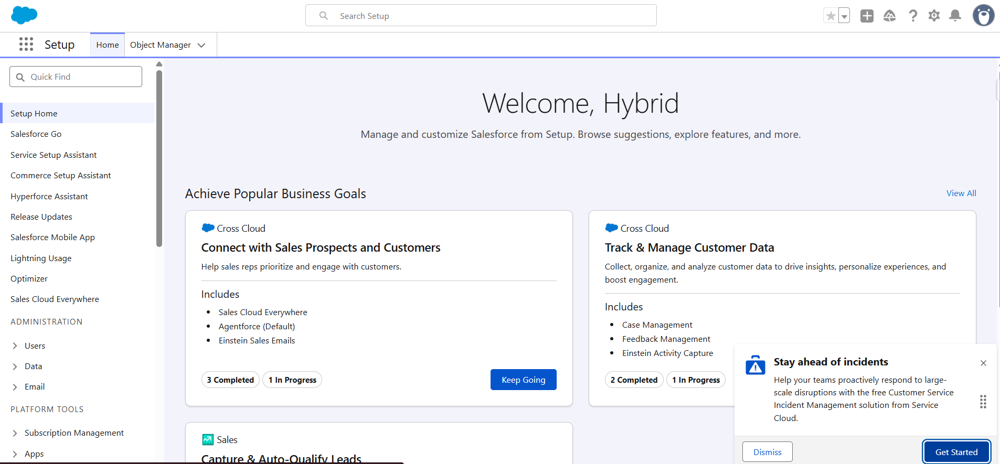 Search Setup
Setup
Home
Object Manager
Quick Find
Setup Home
Salesforce Go
Service Setup Assistant
Commerce Setup Assistant
Hyperforce Assistant
Release Updates
Salesforce Mobile App
Lightning Usage
Optimizer
Sales Cloud Everywhere
ADMINISTRATION
Users
Data
Email
PLATFORM TOOLS
Subscription Management
Apps
Welcome, Hybrid
Manage and customize Salesforce from Setup. Browse suggestions, explore features, and more.
Achieve Popular Business Goals
View All
Cross Cloud
Connect with Sales Prospects and Customers
Help sales reps prioritize and engage with customers.
Includes
Sales Cloud Everywhere
Agentforce (Default)
Einstein Sales Emails
3 Completed
1 In Progress
Keep Going
Cross Cloud
Track & Manage Customer Data
Collect, organize, and analyze customer data to drive insights, personalize experiences, and
boost engagement.
Includes
Case Management
Feedback Management
Einstein Activity Capture
2 Completed
1 In Progress
Sales
Capture & Auto-Qualify Leads
Stay ahead of incidents
Help your teams proactively respond to large-
scale disruptions with the free Customer Service
Incident Management solution from Service
Cloud.
Dismiss
Get Started